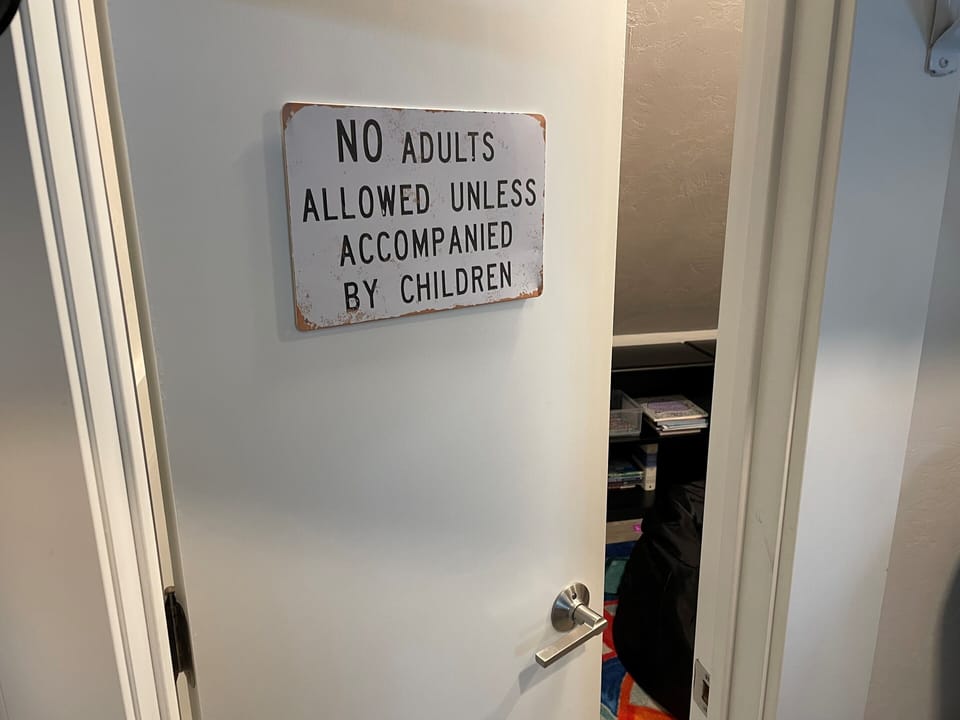 NO ADULTS
ALLOWED UNLESS
ACCOMPANIED
BY CHILDREN